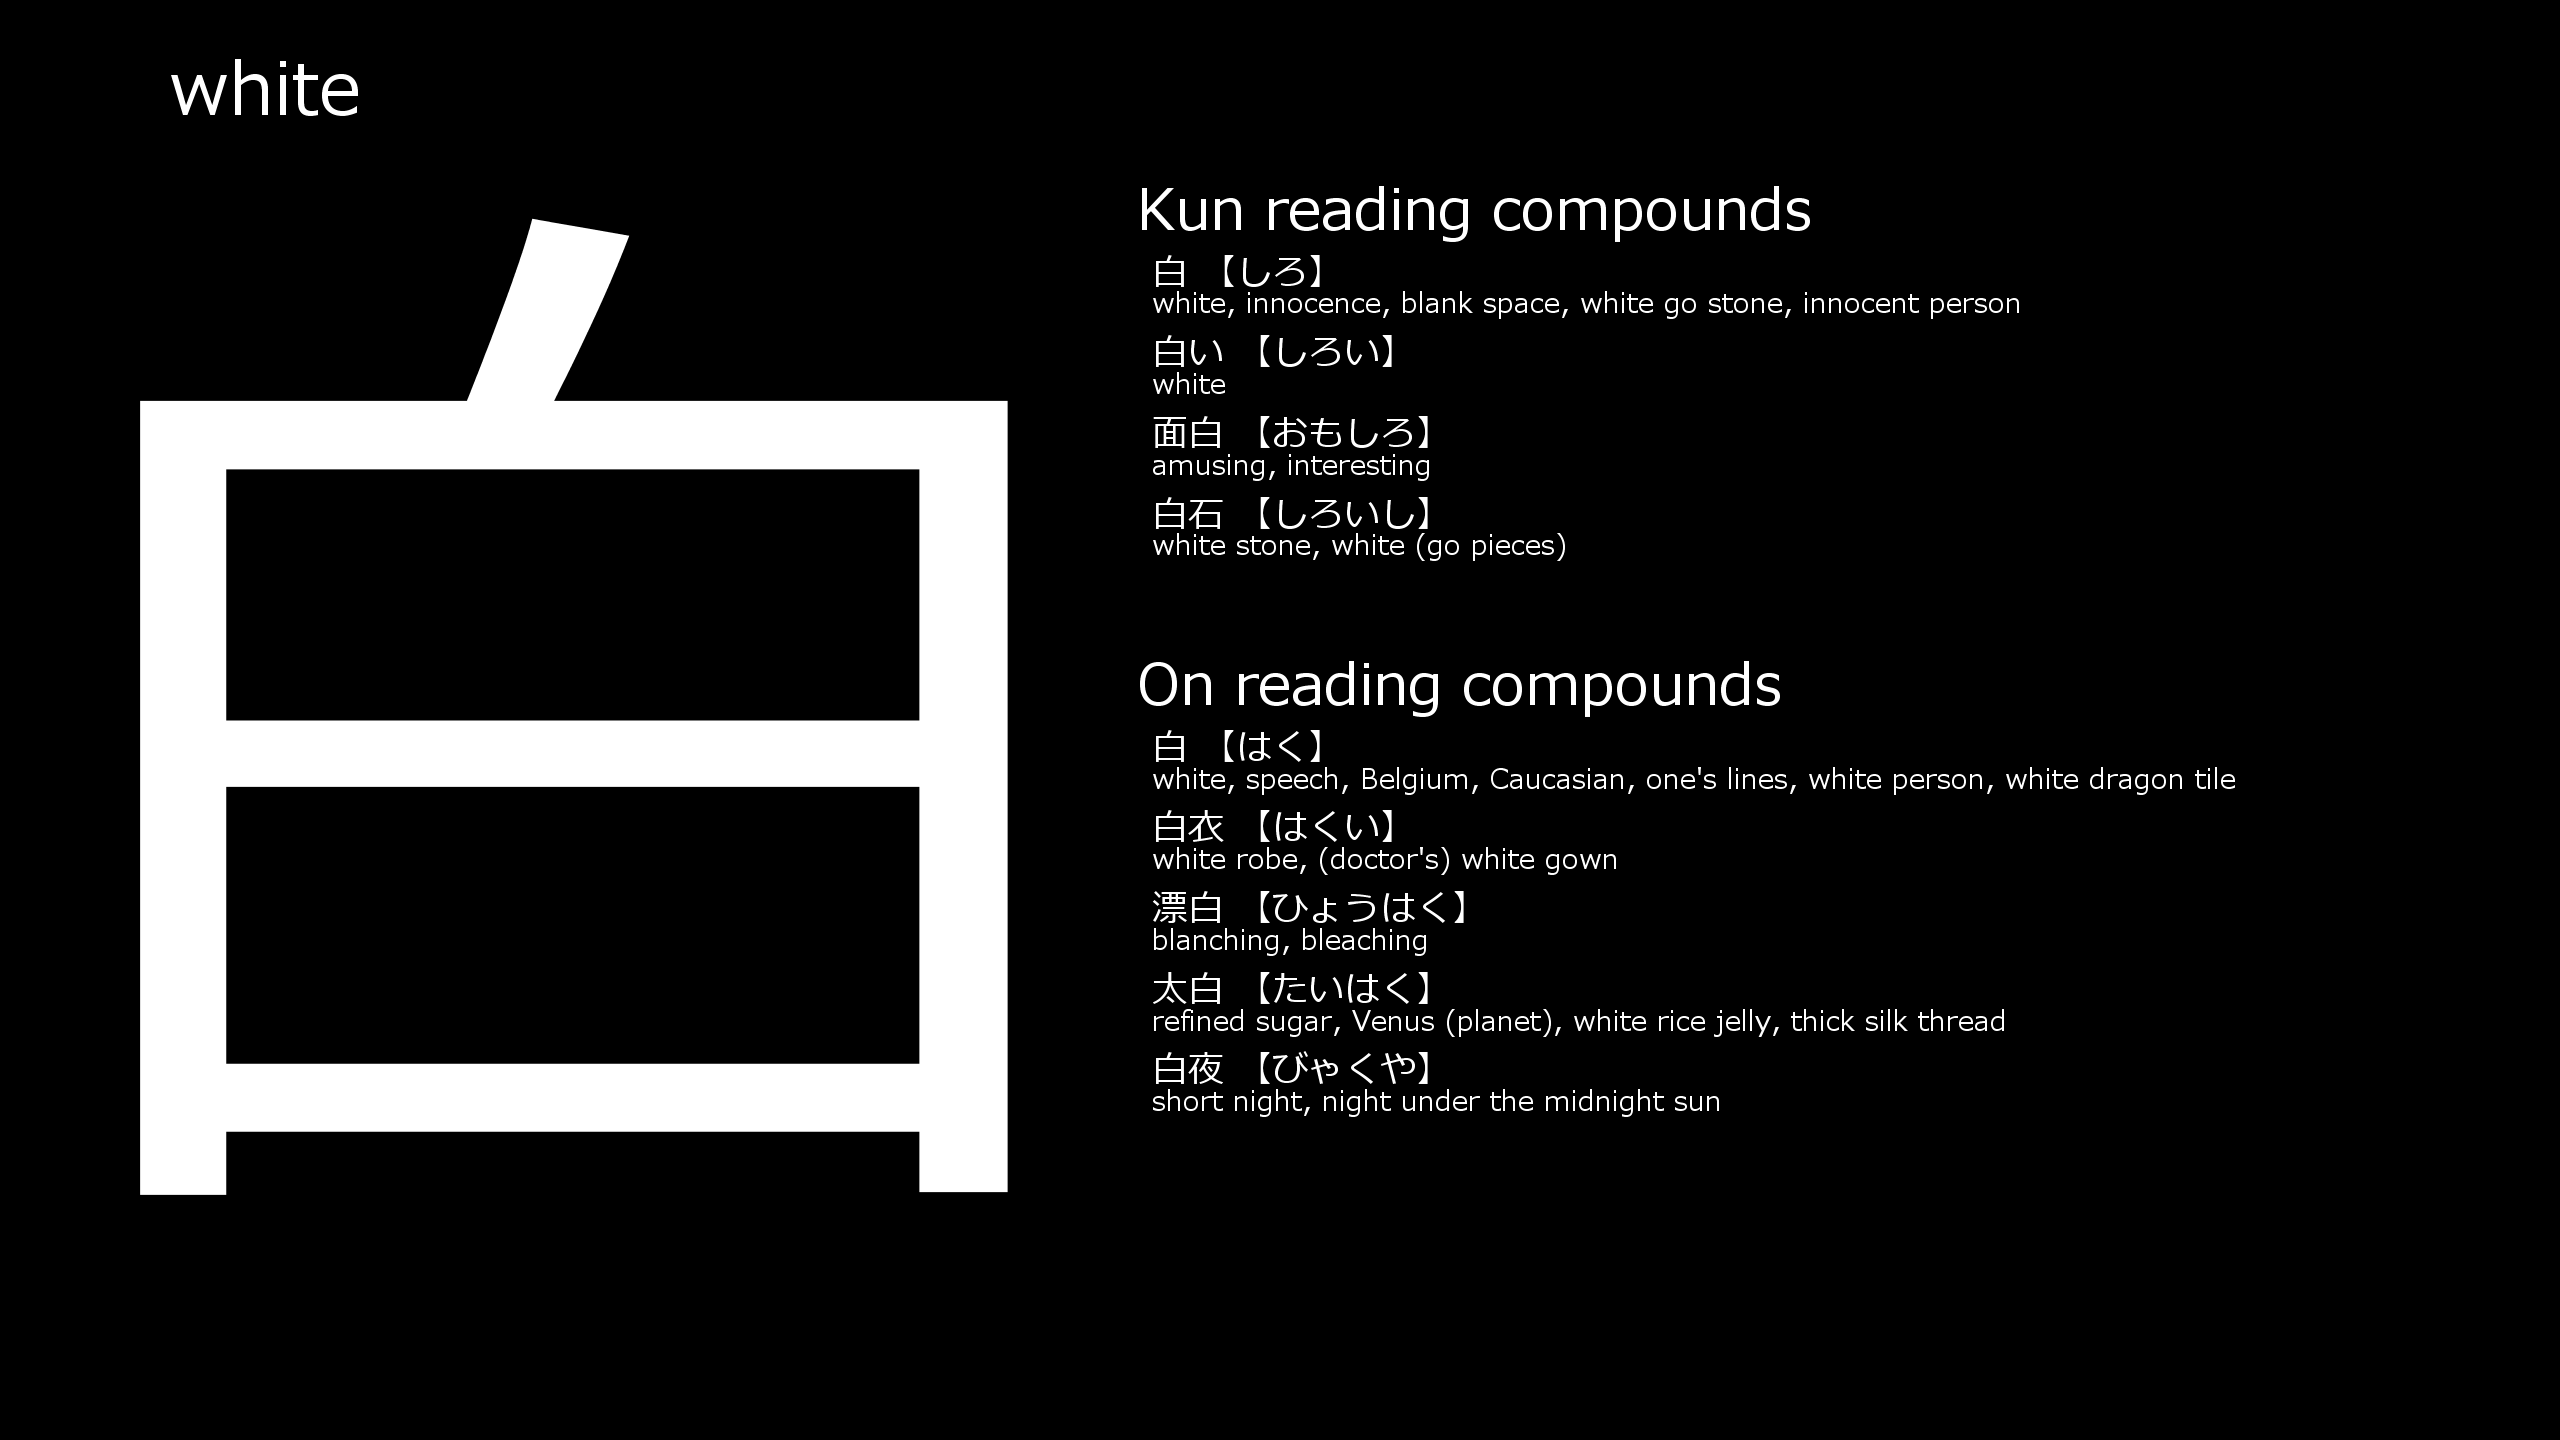 white
白
Kun reading compounds
白 【しろ】
white, innocence, blank space, white go stone, innocent person
白い 【しろい】
white
面白 【おもしろ】
amusing, interesting
白石 【しろいし】
white stone, white (go pieces)
On reading compounds
白 【はく】
white, speech, Belgium, Caucasian, one's lines, white person, white dragon tile
白衣 【はくい】
white robe, (doctor's) white gown
漂白 【ひょうはく】
blanching, bleaching
太白 【たいはく】
refined sugar, Venus (planet), white rice jelly, thick silk thread
白夜 【びゃくや】
short night, night under the midnight sun